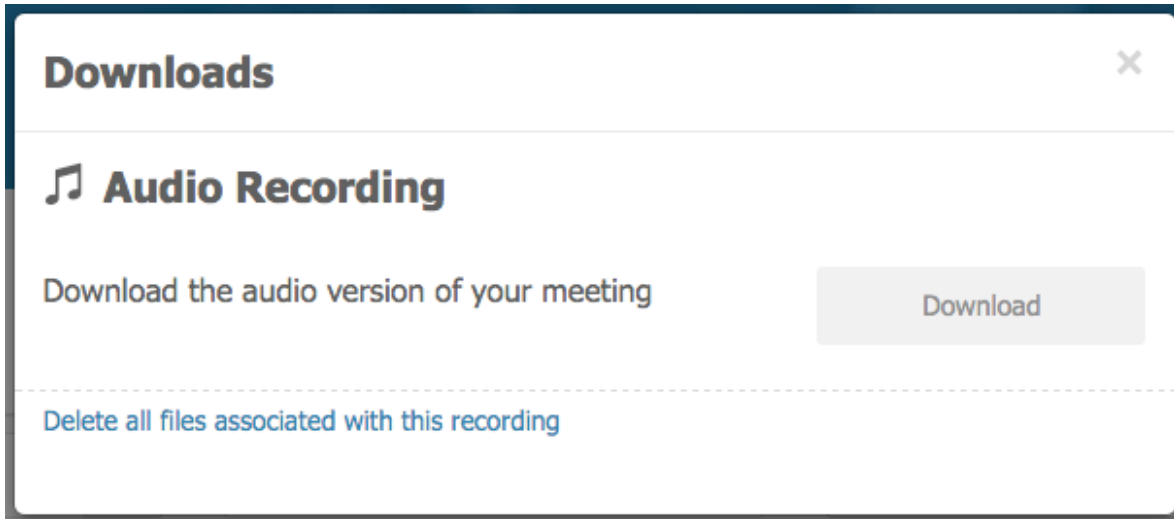 Downloads
×
Audio Recording
Download the audio version of your meeting
Download
Delete all files associated with this recording